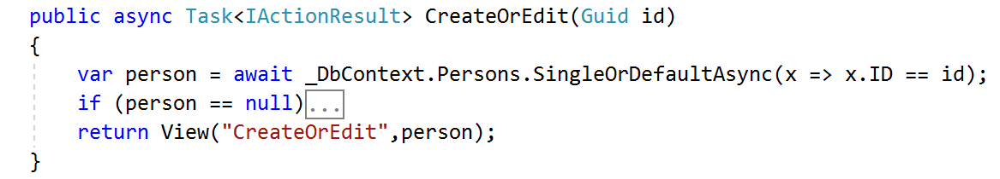 public async Task<IActionResult> CreateOrEdit(Guid id)
{
var person = await _DbContext.Persons.SingleOrDefaultAsync(x => x.ID == id);
if (person == null)...
return View("CreateOrEdit",person);
}